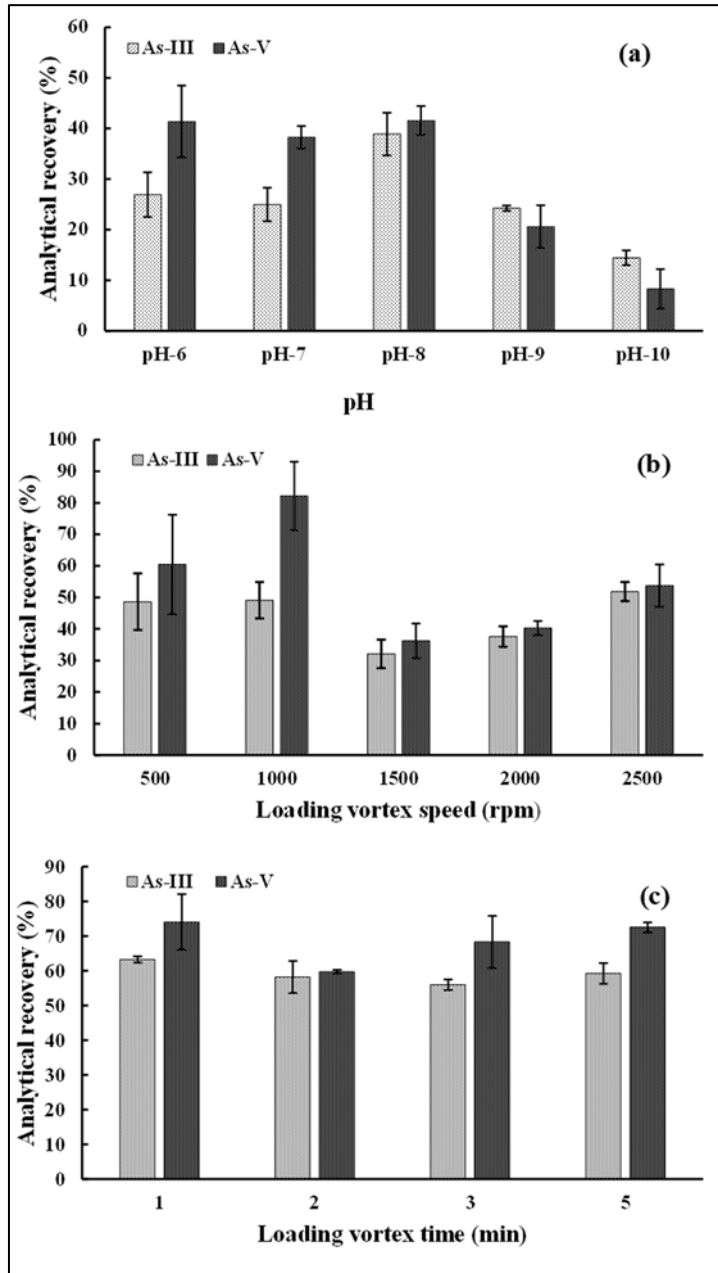 (a)
As-III As-V
Analytical recovery (%)
60
50
40
30
20
10
0
pH-6 pH-7 pH-8 pH-9 pH-10
pH
(b)
As-III As-V
Analytical recovery (%)
100
90
80
70
60
50
40
30
20
10
0
500 1000 1500 2000 2500
Loading vortex speed (rpm)
(c)
As-III As-V
Analytical recovery (%)
90
80
70
60
50
40
30
20
10
0
1 2 3 5
Loading vortex time (min)